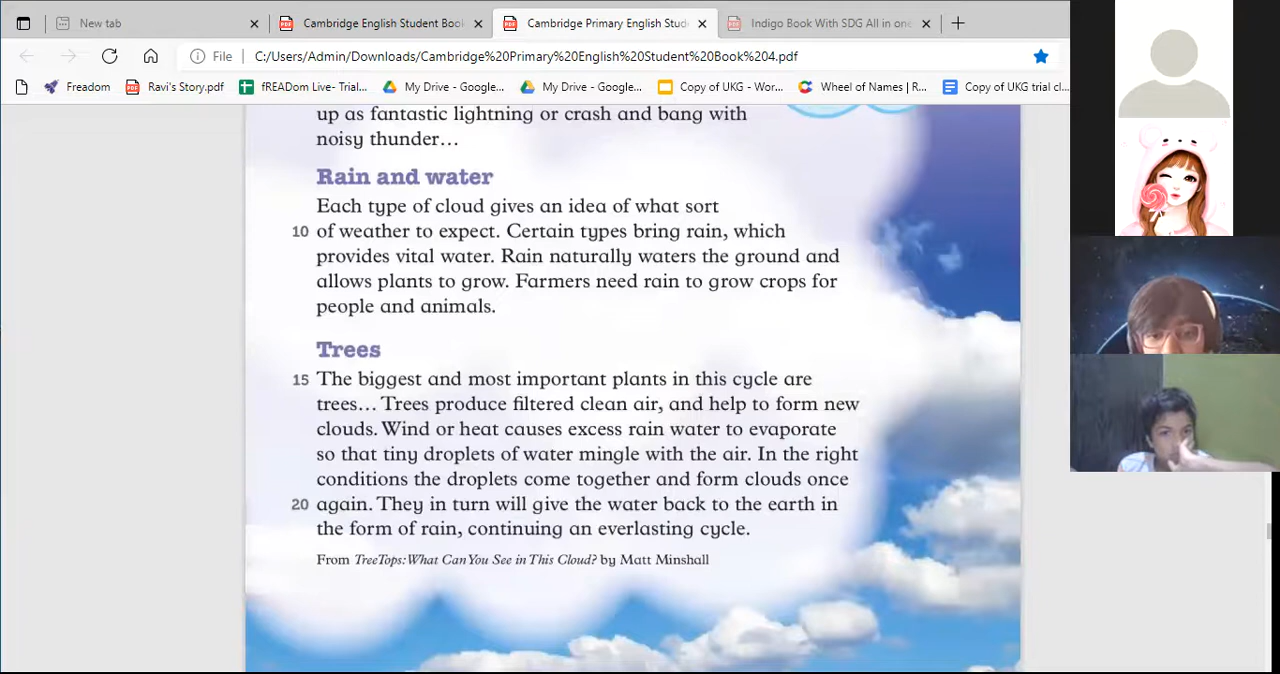 New tab
Cambridge English Student Bool
Cambridge Primary English Stude
Indigo Book With SDG All in one
File
C:/Users/Admin/Downloads/Cambridge%20Primary%20English%20Student%20Book%204.pdf
Freadom
Ravi's Story.pdf
fREADom Live- Trial...
My Drive - Google...
My Drive - Google...
Copy of UKG - Wor...
Wheel of Names | R...
Copy of UKG trial cl...
up as fantastic lightning or crash and bang with
noisy thunder…
Rain and water
Each type of cloud gives an idea of what sort
10 of weather to expect. Certain types bring rain, which
provides vital water. Rain naturally waters the ground and
allows plants to grow. Farmers need rain to grow crops for
people and animals.
Trees
15 The biggest and most important plants in this cycle are
trees… Trees produce filtered clean air, and help to form new
clouds. Wind or heat causes excess rain water to evaporate
so that tiny droplets of water mingle with the air. In the right
conditions the droplets come together and form clouds once
20 again. They in turn will give the water back to the earth in
the form of rain, continuing an everlasting cycle.
From TreeTops: What Can You See in This Cloud? by Matt Minshall